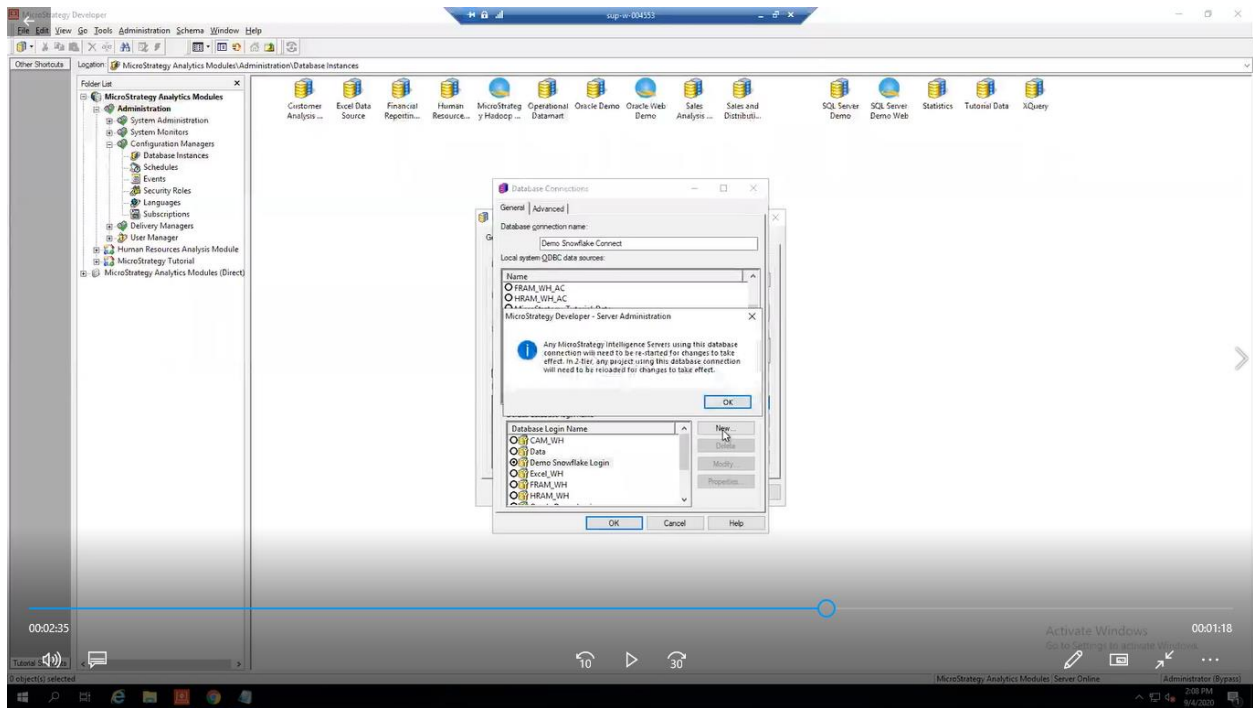 MicroStrategy Developer
sup-w-004553
File Edit View Go Tools Administration Schema Window Help
Other Shortcuts
Location: MicroStrategy Analytics Modules\Administration\Database Instances
Folder List
MicroStrategy Analytics Modules
Administration
System Administration
System Monitors
Configuration Managers
Database Instances
Schedules
Events
Security Roles
Languages
Subscriptions
Delivery Managers
User Manager
Human Resources Analysis Module
MicroStrategy Tutorial
MicroStrategy Analytics Modules (Direct)
Customer Analysis ...
Excel Data Source
Financial Reportin...
Human Resource...
MicroStrateg y Hadoop ...
Operational Datamart
Oracle Demo
Oracle Web Demo
Sales Analysis ...
Sales and Distributi...
SQL Server Demo
SQL Server Demo Web
Statistics
Tutorial Data
XQuery
Database Connections
General Advanced
Database connection name:
Demo Snowflake Connect
Local system ODBC data sources:
Name
FRAM_WH_AC
HRAM_WH_AC
MicroStrategy Developer - Server Administration
Any MicroStrategy Intelligence Servers using this database
connection will need to be re-started for changes to take
effect. In 2-tier, any project using this database connection
will need to be reloaded for changes to take effect.
OK
Database Login Name
CAM_WH
Data
Demo Snowflake Login
Excel_WH
FRAM_WH
HRAM_WH
New...
Delete
Modify...
Properties...
OK Cancel Help
00:02:35
00:01:18
Activate Windows
Go to Settings to activate Windows.
10
30
0 object(s) selected
MicroStrategy Analytics Modules Server Online
Administrator (Bypass)
2:08 PM
9/4/2020